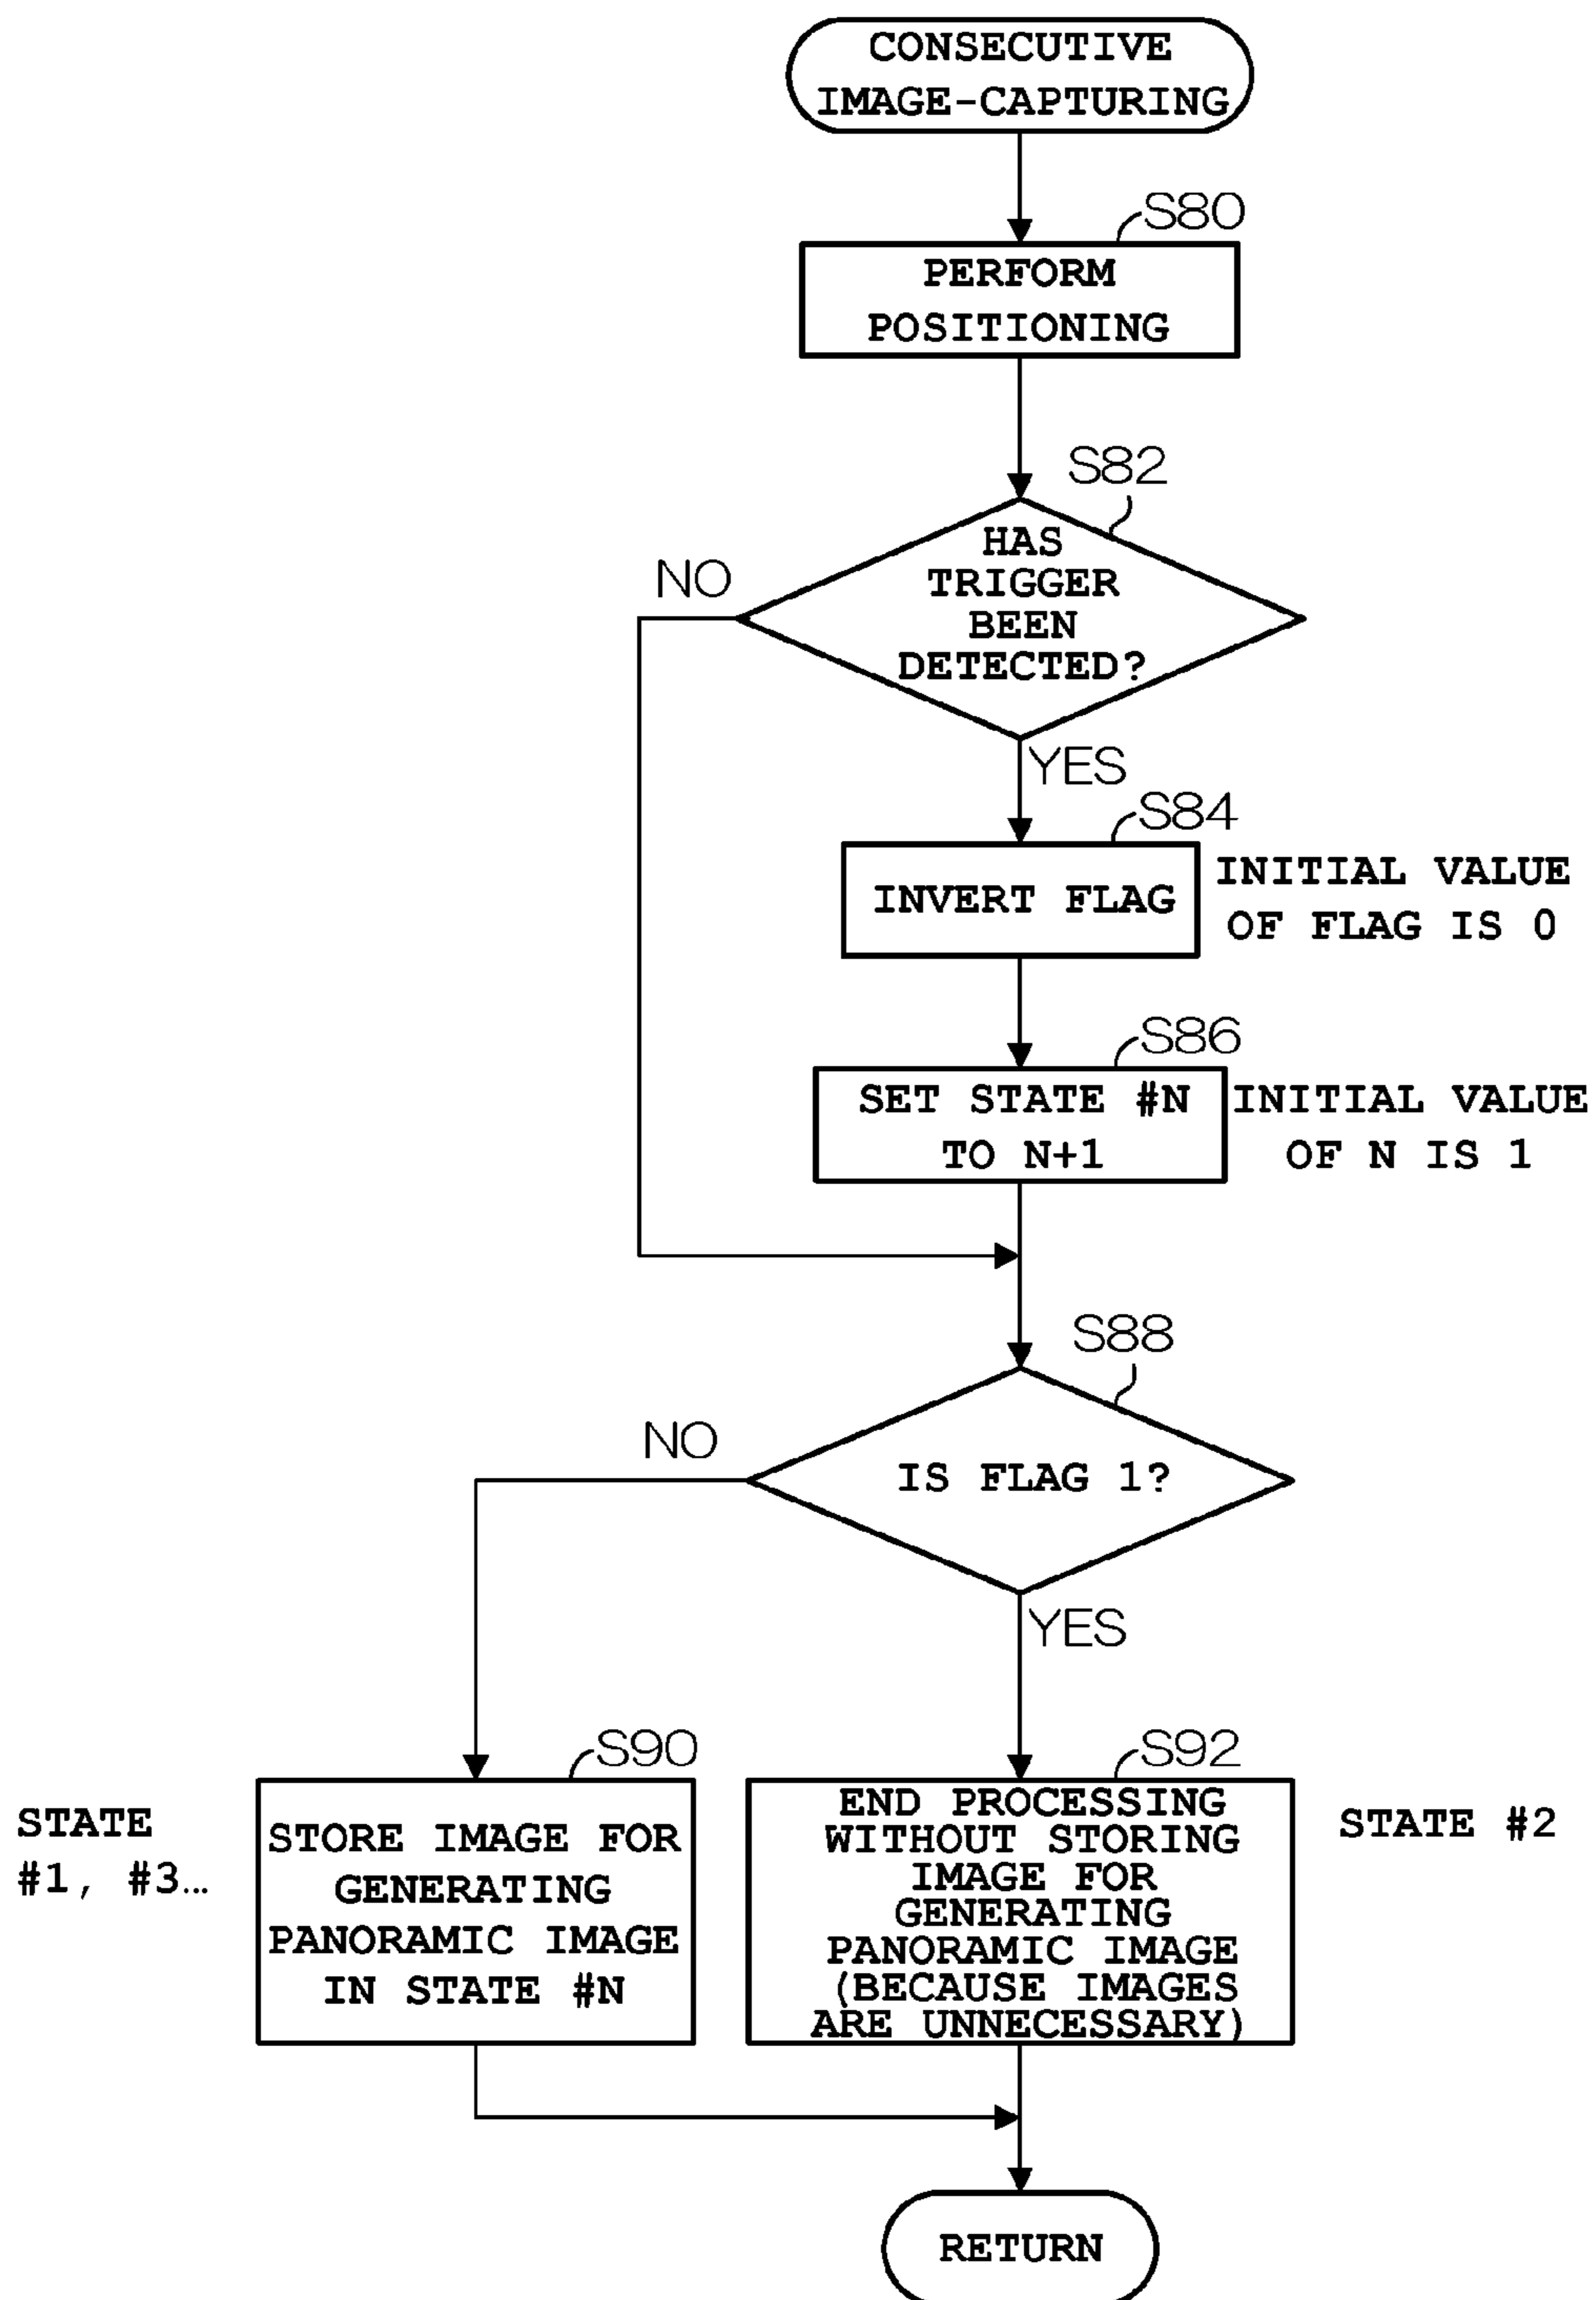 CONSECUTIVE
IMAGE-CAPTURING
S80
PERFORM
POSITIONING
S82
HAS
TRIGGER
BEEN
DETECTED?
NO
YES
S84
INVERT FLAG
INITIAL VALUE
OF FLAG IS 0
S86
SET STATE #N
TO N+1
INITIAL VALUE
OF N IS 1
S88
IS FLAG 1?
NO
YES
S90
STATE
#1, #3…
STORE IMAGE FOR
GENERATING
PANORAMIC IMAGE
IN STATE #N
S92
END PROCESSING
WITHOUT STORING
IMAGE FOR
GENERATING
PANORAMIC IMAGE
(BECAUSE IMAGES
ARE UNNECESSARY)
STATE #2
RETURN